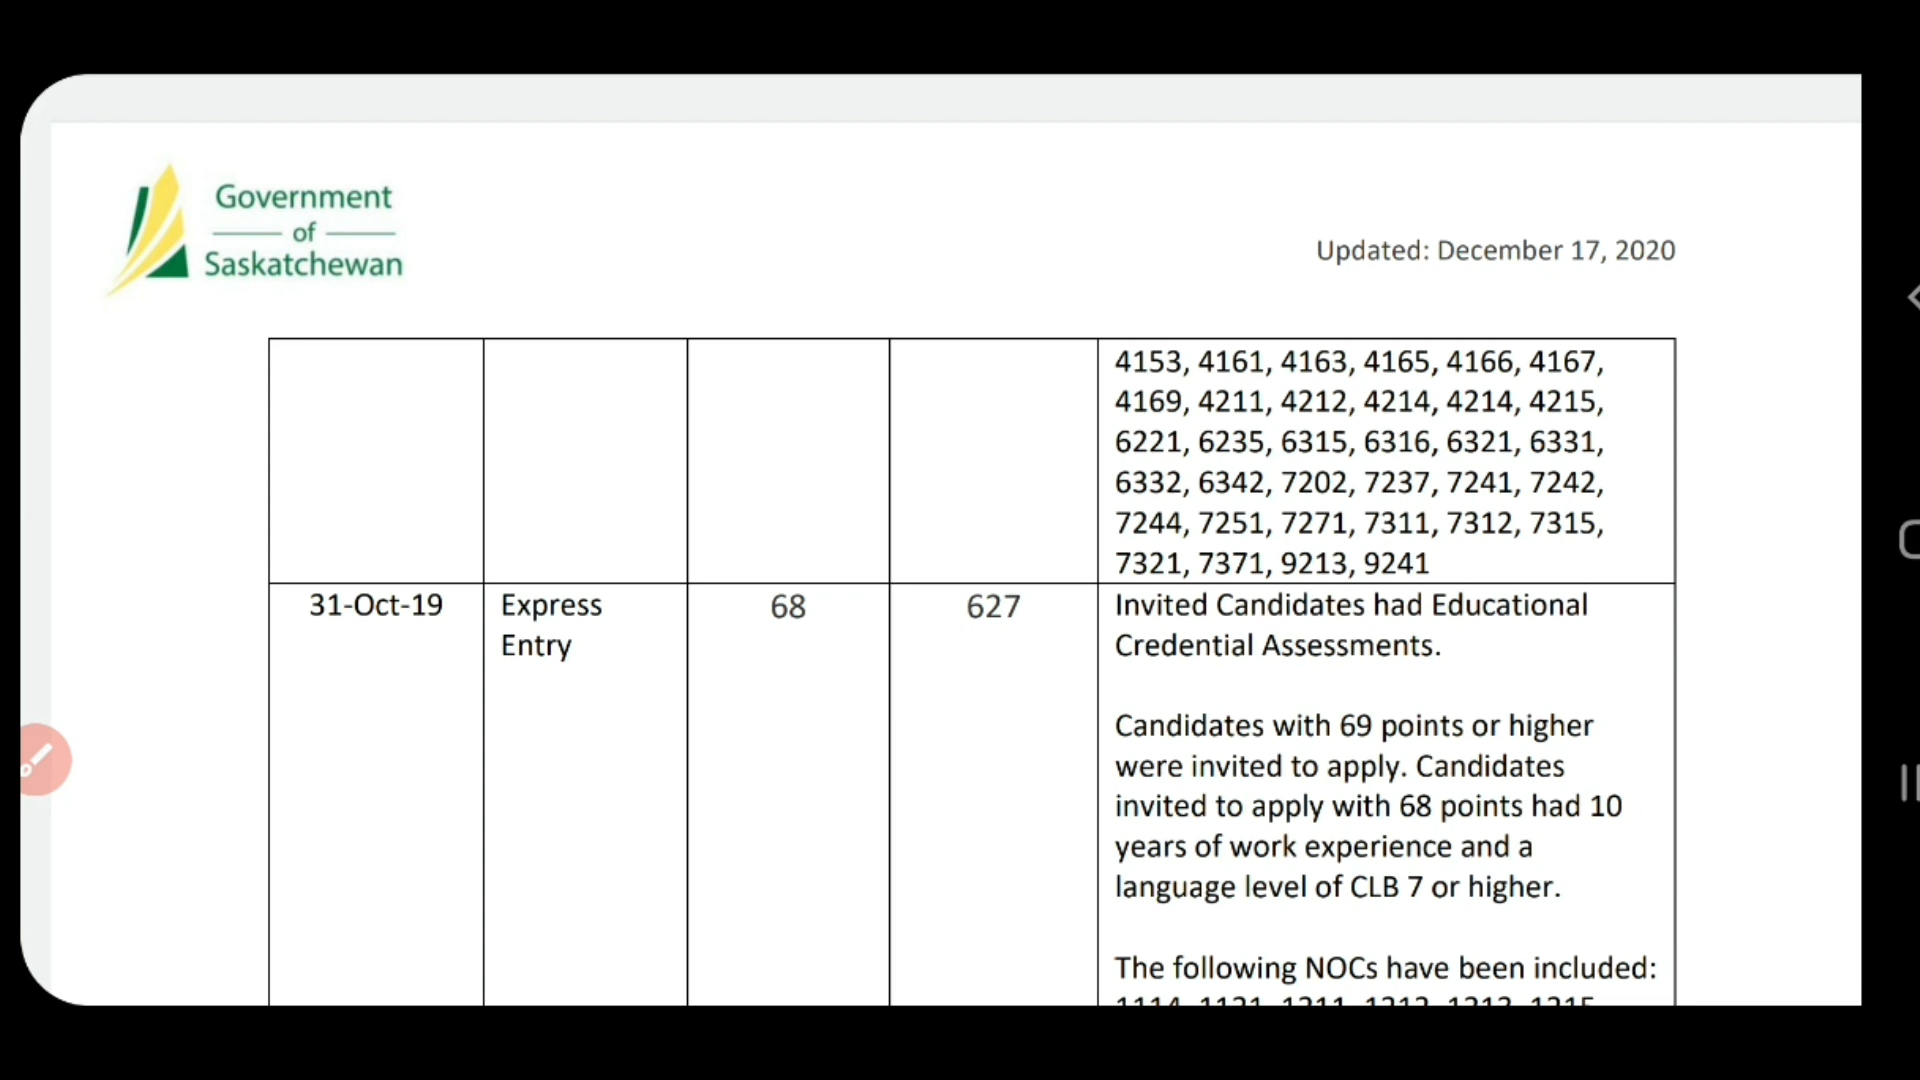 Government
of
Saskatchewan
Updated: December 17, 2020
4153, 4161, 4163, 4165, 4166, 4167,
4169, 4211, 4212, 4214, 4214, 4215,
6221, 6235, 6315, 6316, 6321, 6331,
6332, 6342, 7202, 7237, 7241, 7242,
7244, 7251, 7271, 7311, 7312, 7315,
7321, 7371, 9213, 9241
31-Oct-19
Express
Entry
68
627
Invited Candidates had Educational
Credential Assessments.
Candidates with 69 points or higher
were invited to apply. Candidates
invited to apply with 68 points had 10
years of work experience and a
language level of CLB 7 or higher.
The following NOCs have been included: